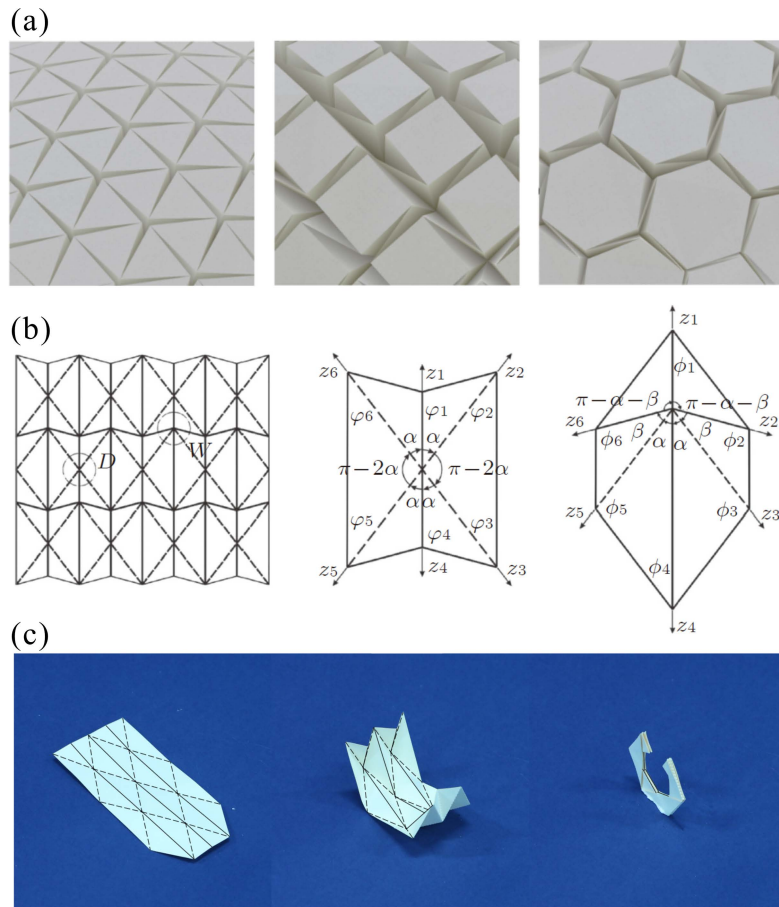 (a)
(b)
D
W
z6 z1 z2
φ6 φ1 φ2
α α
π−2α π−2α
α α
φ5 φ4 φ3
z5 z4 z3
z1
ϕ1
π−α−β π−α−β
z6 z2
ϕ6 β α α β ϕ2
z5 ϕ5 ϕ3 z3
ϕ4
z4
(c)